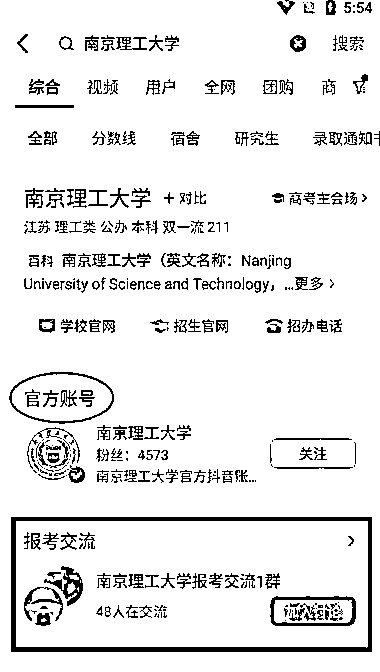 5:54
南京理工大学
搜索
综合 视频 用户 全网 团购 商
全部 分数线 宿舍 研究生 录取通知
南京理工大学 + 对比 高考主会场 >
江苏 理工类 公办 本科 双一流 211
百科 南京理工大学（英文名称：Nanjing
University of Science and Technology，...更多 >
学校官网 招生官网 招办电话
官方账号
南京理工大学
粉丝：4573
关注
南京理工大学官方抖音账...
报考交流 >
南京理工大学报考交流1群
48人在交流